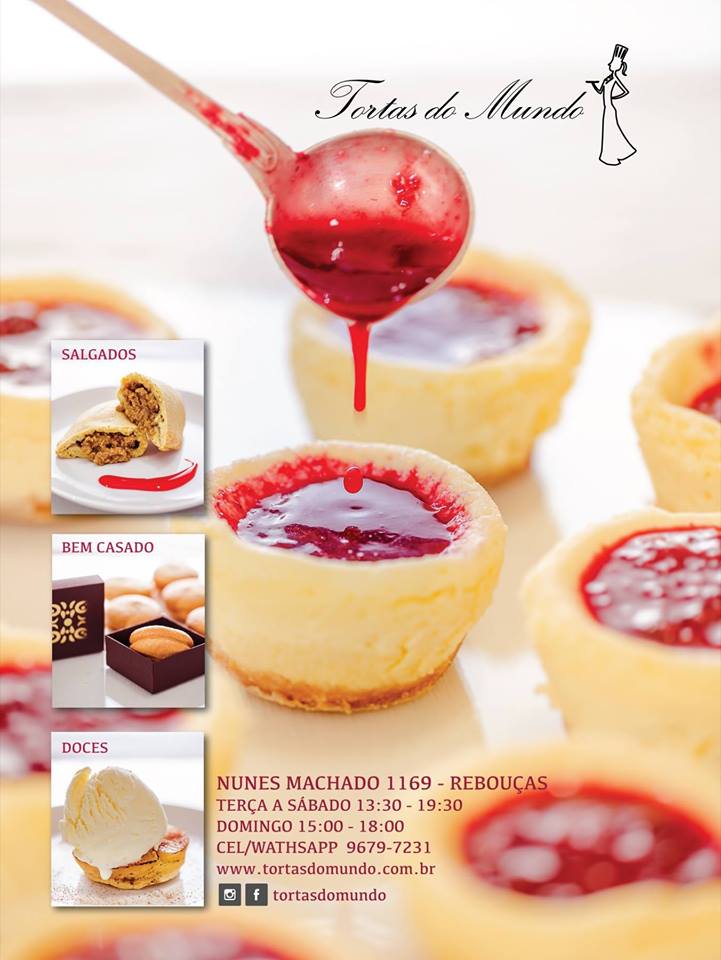 Tortas do Mundo
SALGADOS
BEM CASADO
DOCES
NUNES MACHADO 1169 - REBOUÇAS
TERÇA A SÁBADO 13:30 - 19:30
DOMINGO 15:00 - 18:00
CEL/WATHSAPP 9679-7231
www.tortasdomundo.com.br
tortasdomundo